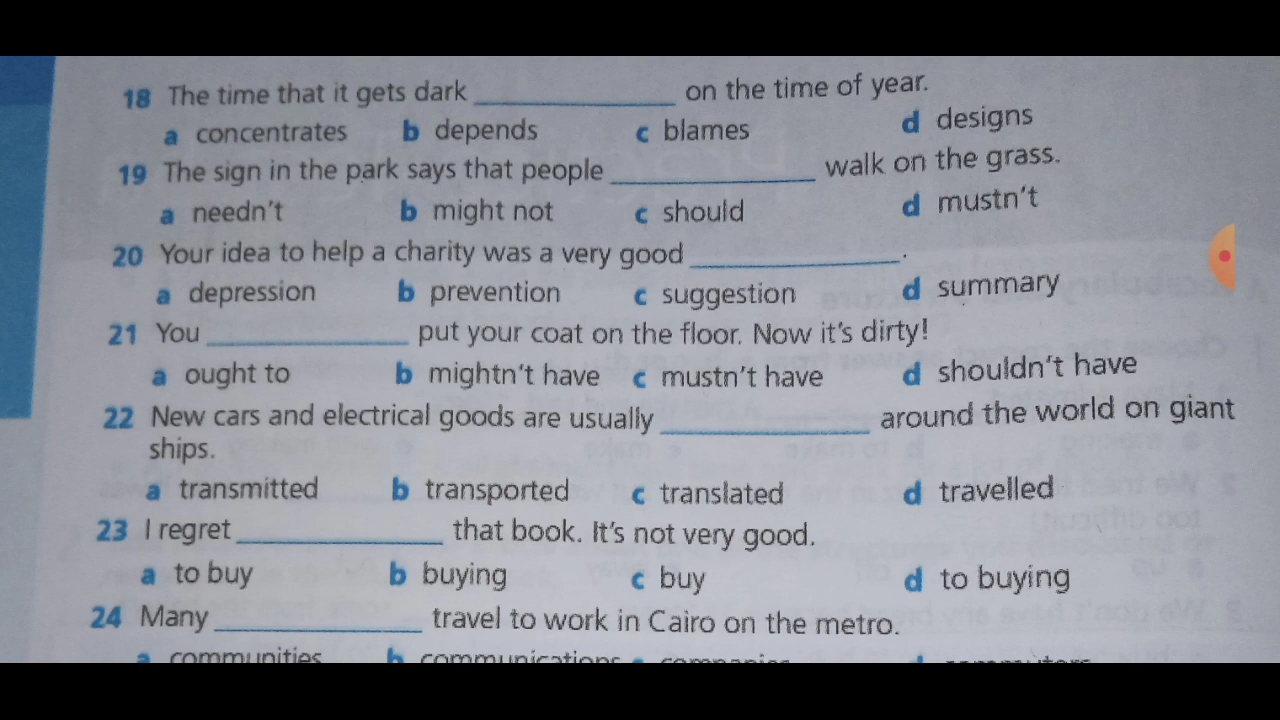 18 The time that it gets dark ____________ on the time of year.
a concentrates b depends c blames d designs
19 The sign in the park says that people ____________ walk on the grass.
a needn't b might not c should d mustn't
20 Your idea to help a charity was a very good ____________.
a depression b prevention c suggestion d summary
21 You ____________ put your coat on the floor. Now it's dirty!
a ought to b mightn't have c mustn't have d shouldn't have
22 New cars and electrical goods are usually ____________ around the world on giant
ships.
a transmitted b transported c translated d travelled
23 I regret ____________ that book. It's not very good.
a to buy b buying c buy d to buying
24 Many ____________ travel to work in Cairo on the metro.
a communities b communications c companies d commuters